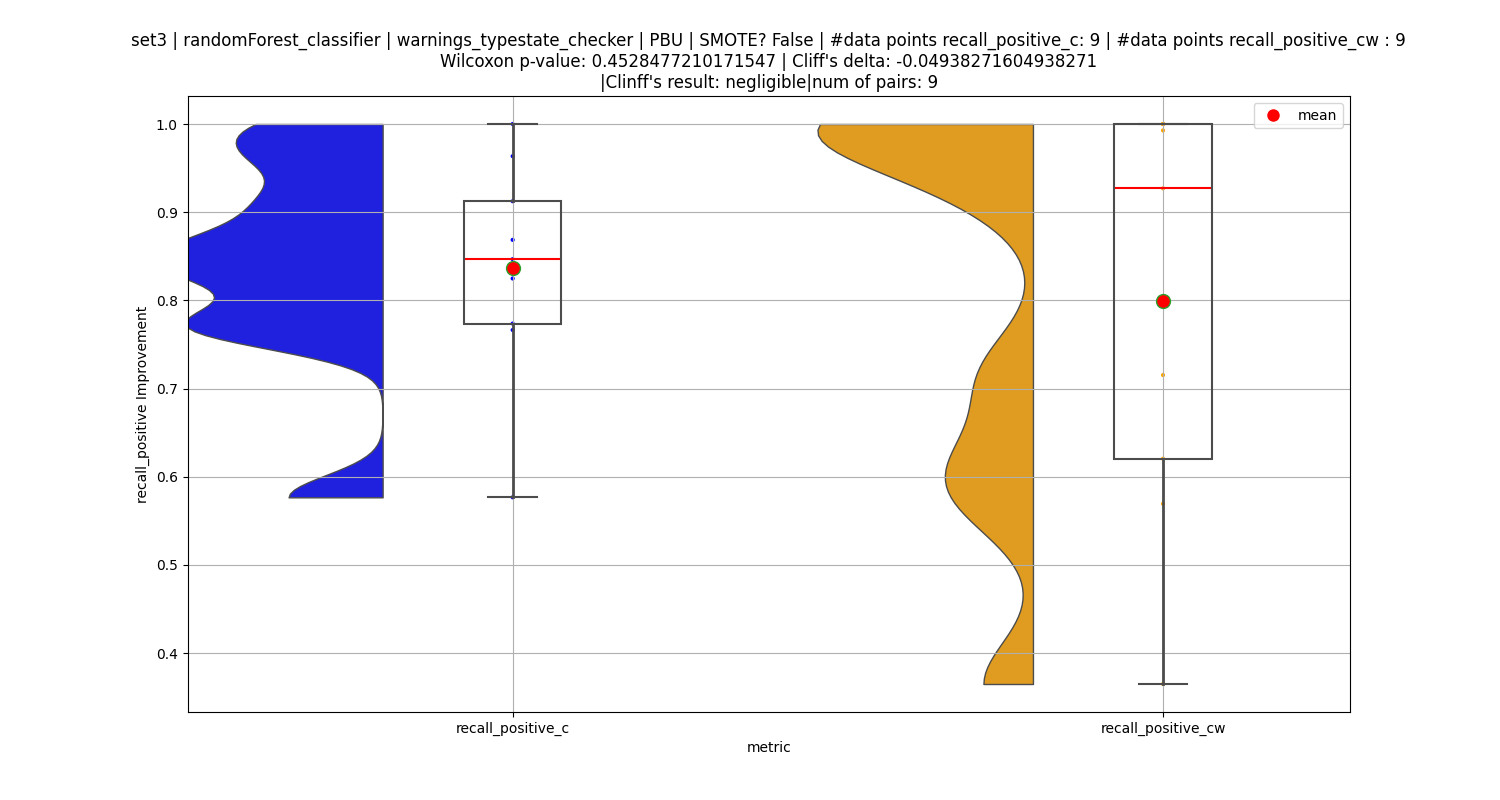 set3 | randomForest_classifier | warnings_typestate_checker | PBU | SMOTE? False | #data points recall_positive_c: 9 | #data points recall_positive_cw : 9
Wilcoxon p-value: 0.4528477210171547 | Cliff's delta: -0.04938271604938271
|Clinff's result: negligible|num of pairs: 9
mean
1.0
0.9
0.8
0.7
0.6
0.5
0.4
recall_positive Improvement
recall_positive_c
recall_positive_cw
metric